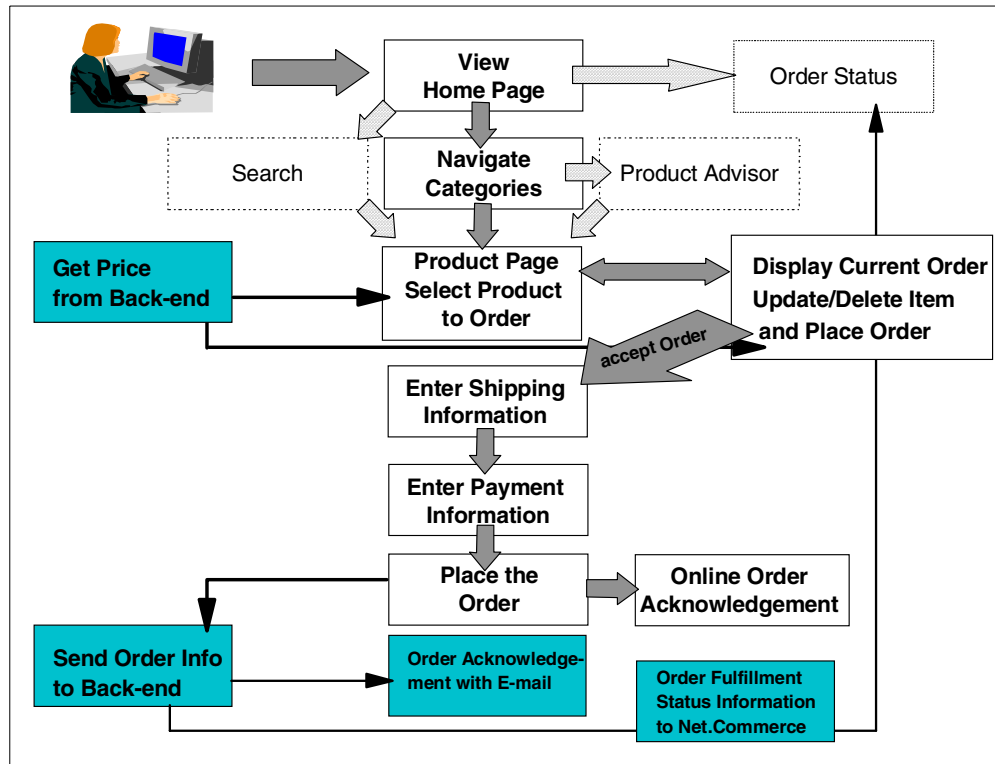 View
Home Page
Order Status
Search
Navigate
Categories
Product Advisor
Get Price
from Back-end
Product Page
Select Product
to Order
Display Current Order
Update/Delete Item
and Place Order
accept Order
Enter Shipping
Information
Enter Payment
Information
Place the
Order
Online Order
Acknowledgement
Send Order Info
to Back-end
Order Acknowledge-
ment with E-mail
Order Fulfillment
Status Information
to Net.Commerce